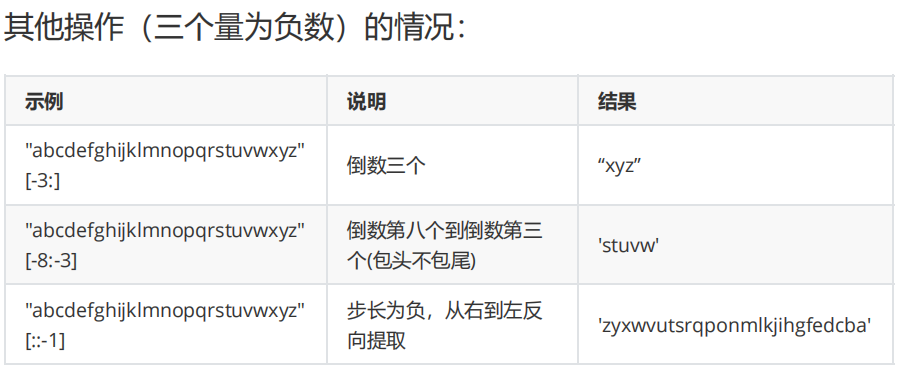 其他操作（三个量为负数）的情况：
示例 说明 结果
"abcdefghijklmnopqrstuvwxyz"
[-3:]
倒数三个
“xyz”
"abcdefghijklmnopqrstuvwxyz"
[-8:-3]
倒数第八个到倒数第三
个(包头不包尾)
'stuvw'
"abcdefghijklmnopqrstuvwxyz"
[::-1]
步长为负，从右到左反
向提取
'zyxwvutsrqponmlkjihgfedcba'